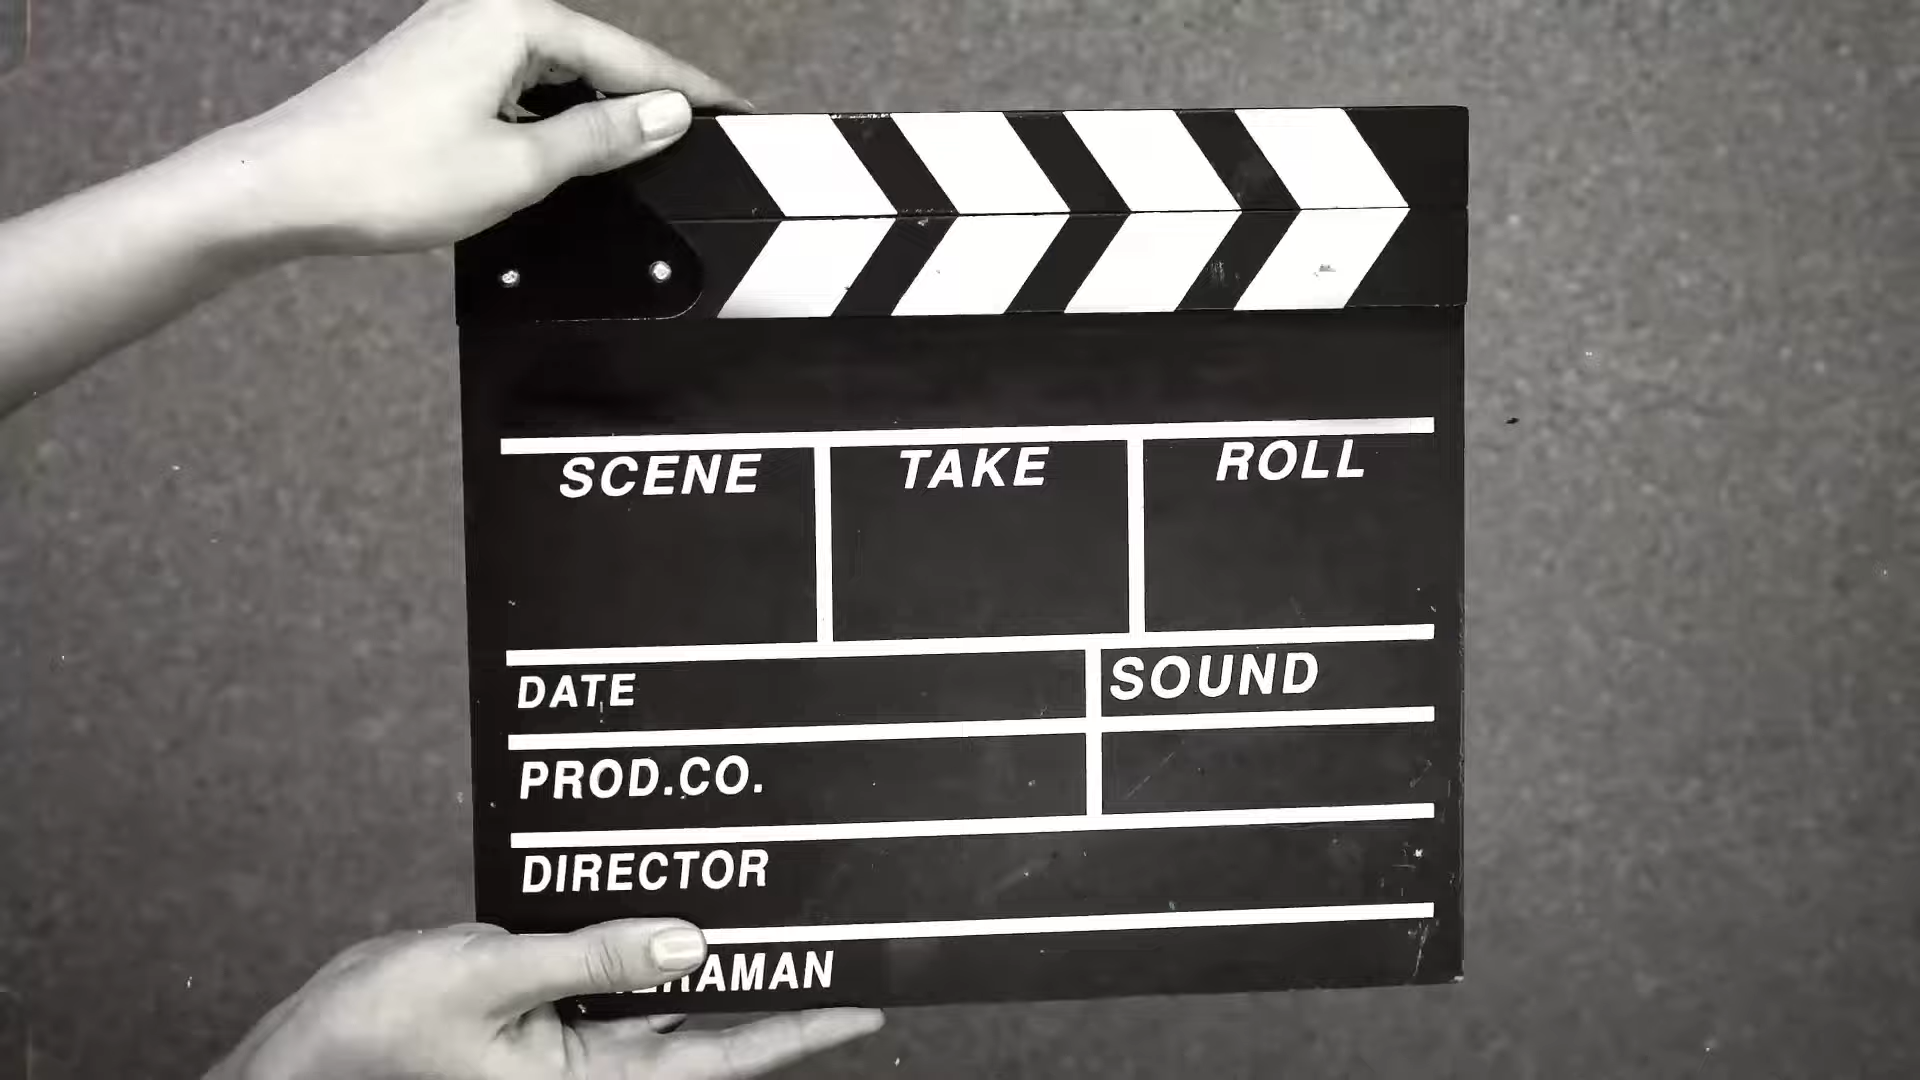 SCENE TAKE ROLL
DATE SOUND
PROD.CO.
DIRECTOR